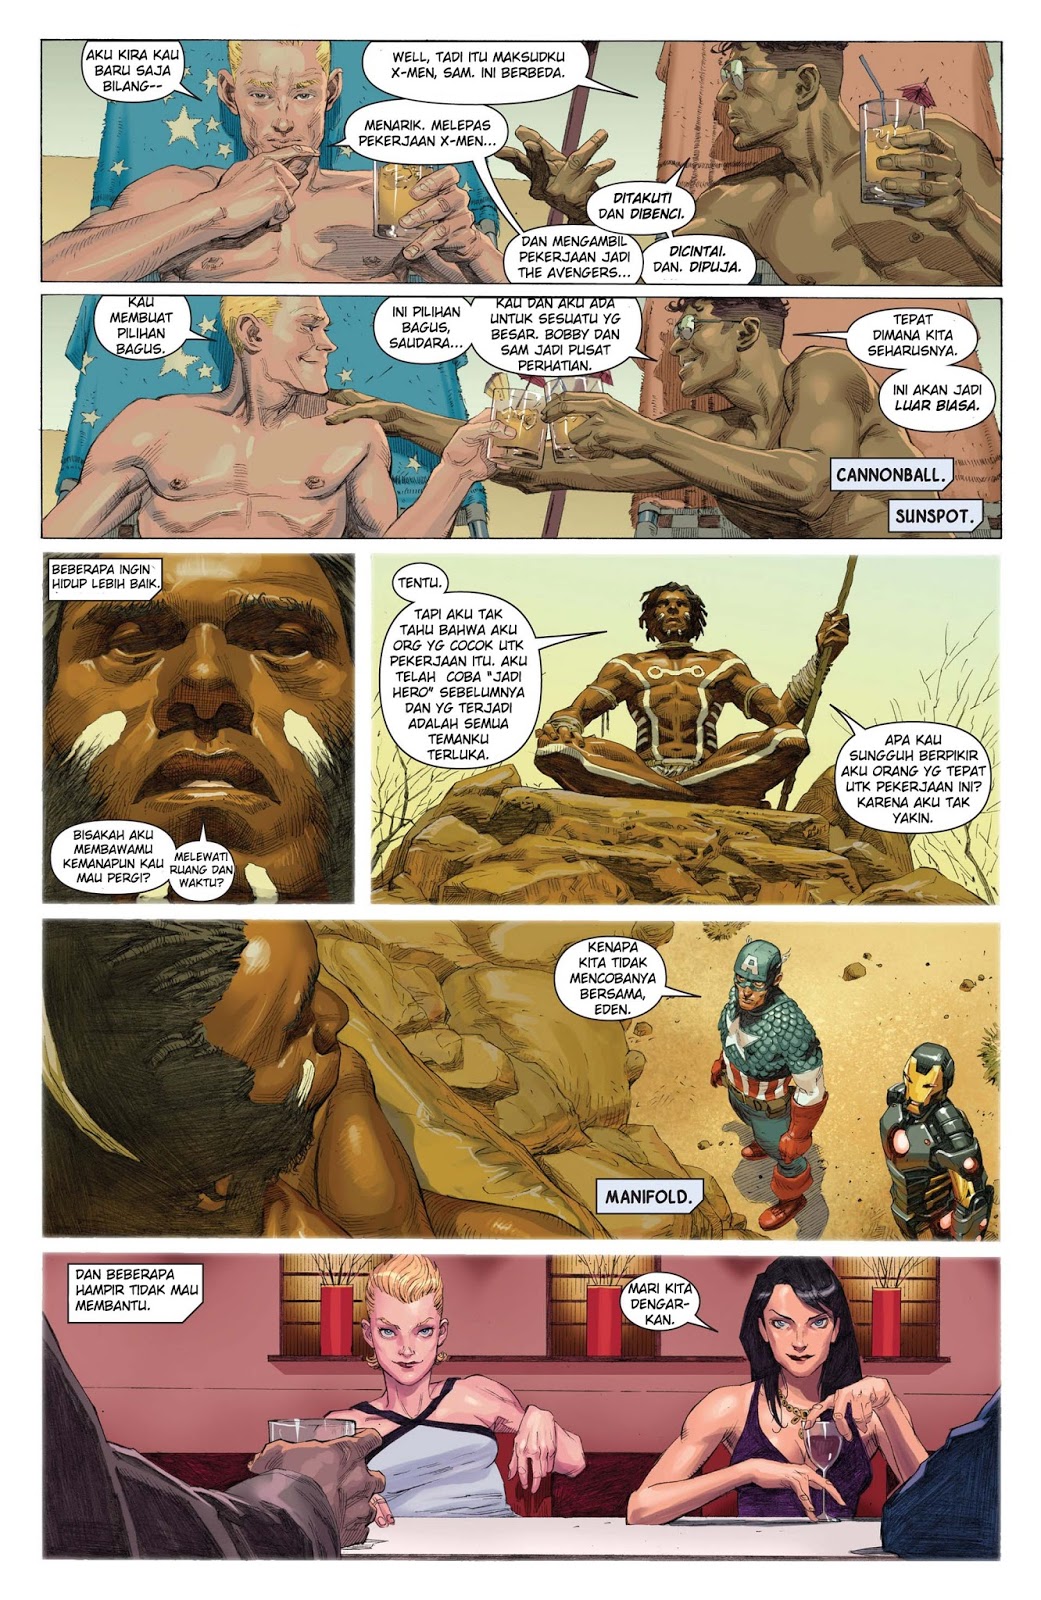 AKU KIRA KAU
BARU SAJA
BILANG--
WELL, TADI ITU MAKSUDKU
X-MEN, SAM. INI BERBEDA.
MENARIK. MELEPAS
PEKERJAAN X-MEN...
DITAKUTI
DAN DIBENCI.
DAN MENGAMBIL
PEKERJAAN JADI
THE AVENGERS...
DICINTAI.
DAN. DIPUJA.
KAU
MEMBUAT
PILIHAN
BAGUS.
INI PILIHAN
BAGUS,
SAUDARA...
KAU DAN AKU ADA
UNTUK SESUATU YG
BESAR. BOBBY DAN
SAM JADI PUSAT
PERHATIAN.
TEPAT
DIMANA KITA
SEHARUSNYA.
INI AKAN JADI
LUAR BIASA.
CANNONBALL.
SUNSPOT.
BEBERAPA INGIN
HIDUP LEBIH BAIK.
BISAKAH AKU
MEMBAWAMU
KEMANAPUN KAU
MAU PERGI?
MELEWATI
RUANG DAN
WAKTU?
TENTU.
TAPI AKU TAK
TAHU BAHWA AKU
ORG YG COCOK UTK
PEKERJAAN ITU. AKU
TELAH COBA "JADI
HERO" SEBELUMNYA
DAN YG TERJADI
ADALAH SEMUA
TEMANKU
TERLUKA.
APA KAU
SUNGGUH BERPIKIR
AKU ORANG YG TEPAT
UTK PEKERJAAN INI?
KARENA AKU TAK
YAKIN.
KENAPA
KITA TIDAK
MENCOBANYA
BERSAMA,
EDEN.
A
MANIFOLD.
DAN BEBERAPA
HAMPIR TIDAK MAU
MEMBANTU.
MARI KITA
DENGAR-
KAN.